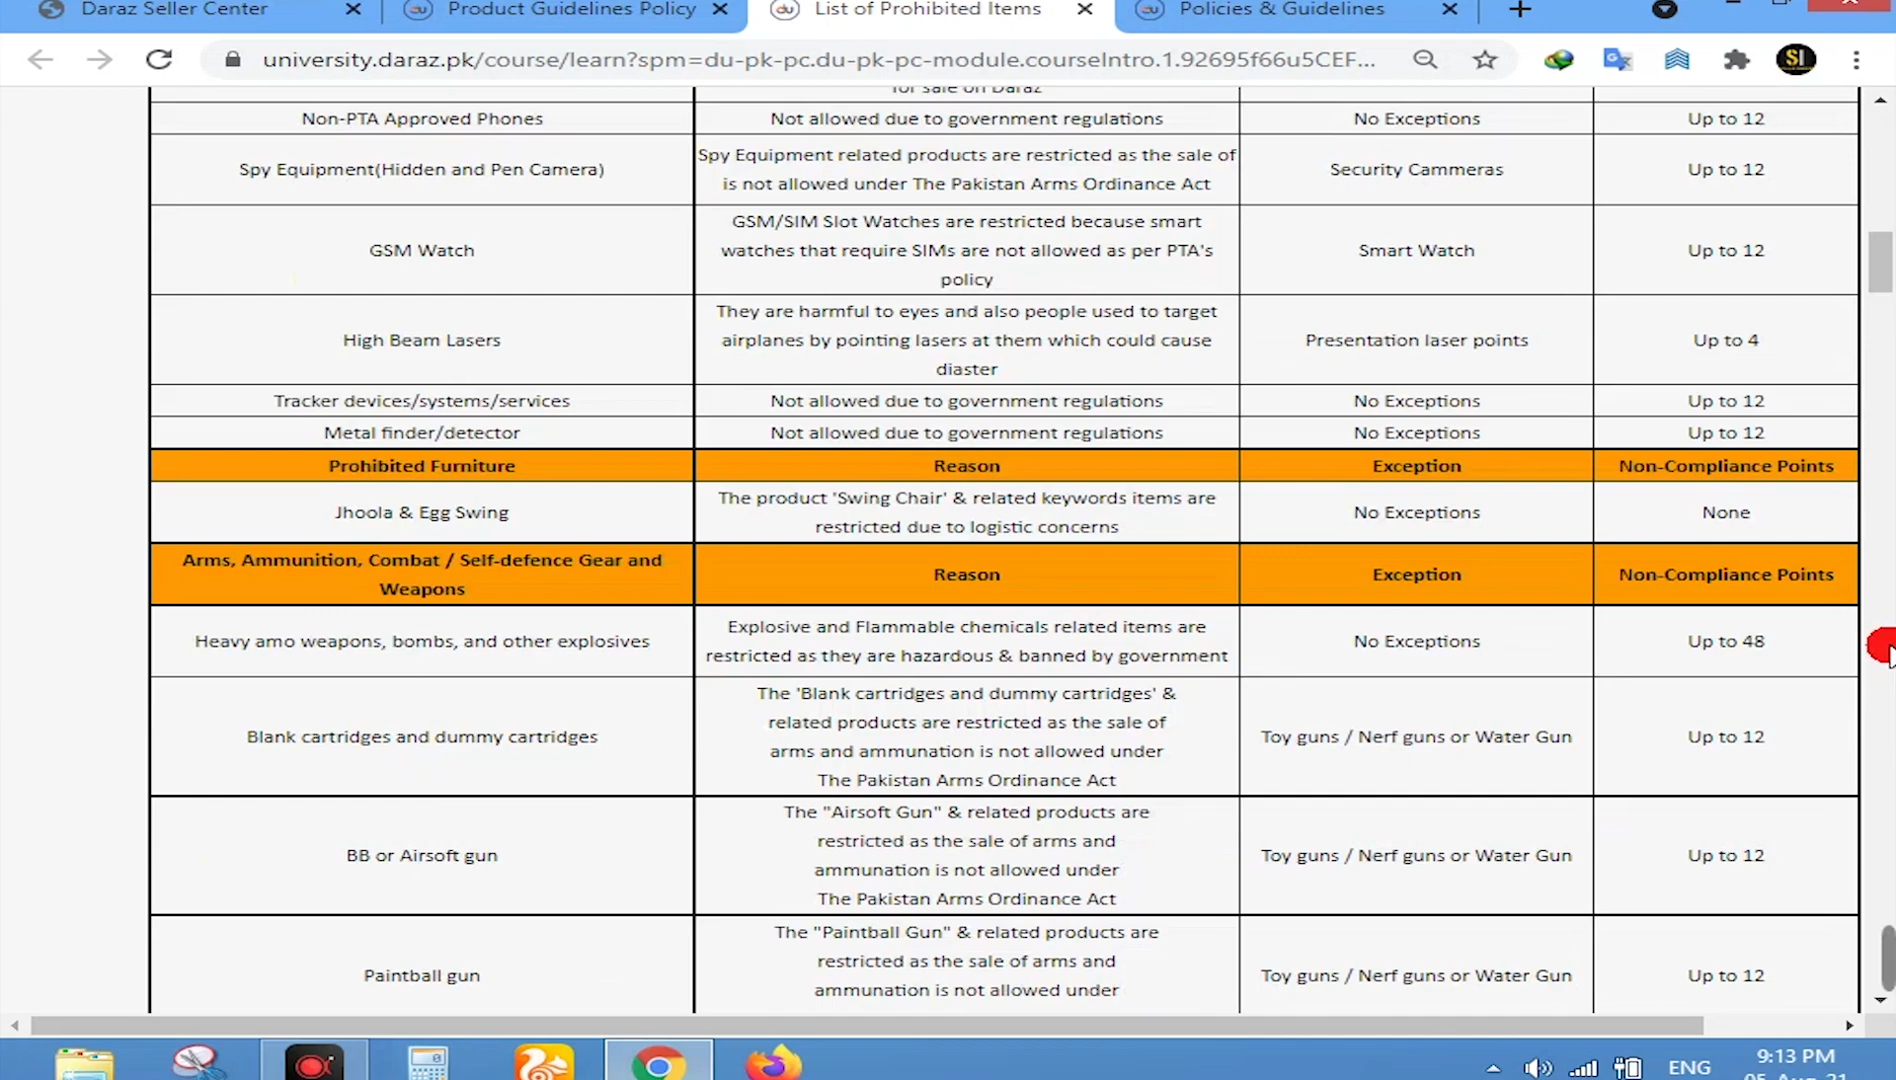 Daraz Seller Center
Product Guidelines Policy
List of Prohibited Items
Policies & Guidelines
university.daraz.pk/course/learn?spm=du-pk-pc.du-pk-pc-module.courseIntro.1.92695f66u5CEF...
SI
for sale on Daraz
Non-PTA Approved Phones
Not allowed due to government regulations
No Exceptions
Up to 12
Spy Equipment(Hidden and Pen Camera)
Spy Equipment related products are restricted as the sale of
is not allowed under The Pakistan Arms Ordinance Act
Security Cammeras
Up to 12
GSM Watch
GSM/SIM Slot Watches are restricted because smart
watches that require SIMs are not allowed as per PTA's
policy
Smart Watch
Up to 12
High Beam Lasers
They are harmful to eyes and also people used to target
airplanes by pointing lasers at them which could cause
diaster
Presentation laser points
Up to 4
Tracker devices/systems/services
Not allowed due to government regulations
No Exceptions
Up to 12
Metal finder/detector
Not allowed due to government regulations
No Exceptions
Up to 12
Prohibited Furniture
Reason
Exception
Non-Compliance Points
Jhoola & Egg Swing
The product 'Swing Chair' & related keywords items are
restricted due to logistic concerns
No Exceptions
None
Arms, Ammunition, Combat / Self-defence Gear and
Weapons
Reason
Exception
Non-Compliance Points
Heavy amo weapons, bombs, and other explosives
Explosive and Flammable chemicals related items are
restricted as they are hazardous & banned by government
No Exceptions
Up to 48
Blank cartridges and dummy cartridges
The 'Blank cartridges and dummy cartridges' &
related products are restricted as the sale of
arms and ammunation is not allowed under
The Pakistan Arms Ordinance Act
Toy guns / Nerf guns or Water Gun
Up to 12
BB or Airsoft gun
The "Airsoft Gun" & related products are
restricted as the sale of arms and
ammunation is not allowed under
The Pakistan Arms Ordinance Act
Toy guns / Nerf guns or Water Gun
Up to 12
Paintball gun
The "Paintball Gun" & related products are
restricted as the sale of arms and
ammunation is not allowed under
Toy guns / Nerf guns or Water Gun
Up to 12
ENG
9:13 PM
05-Aug-21